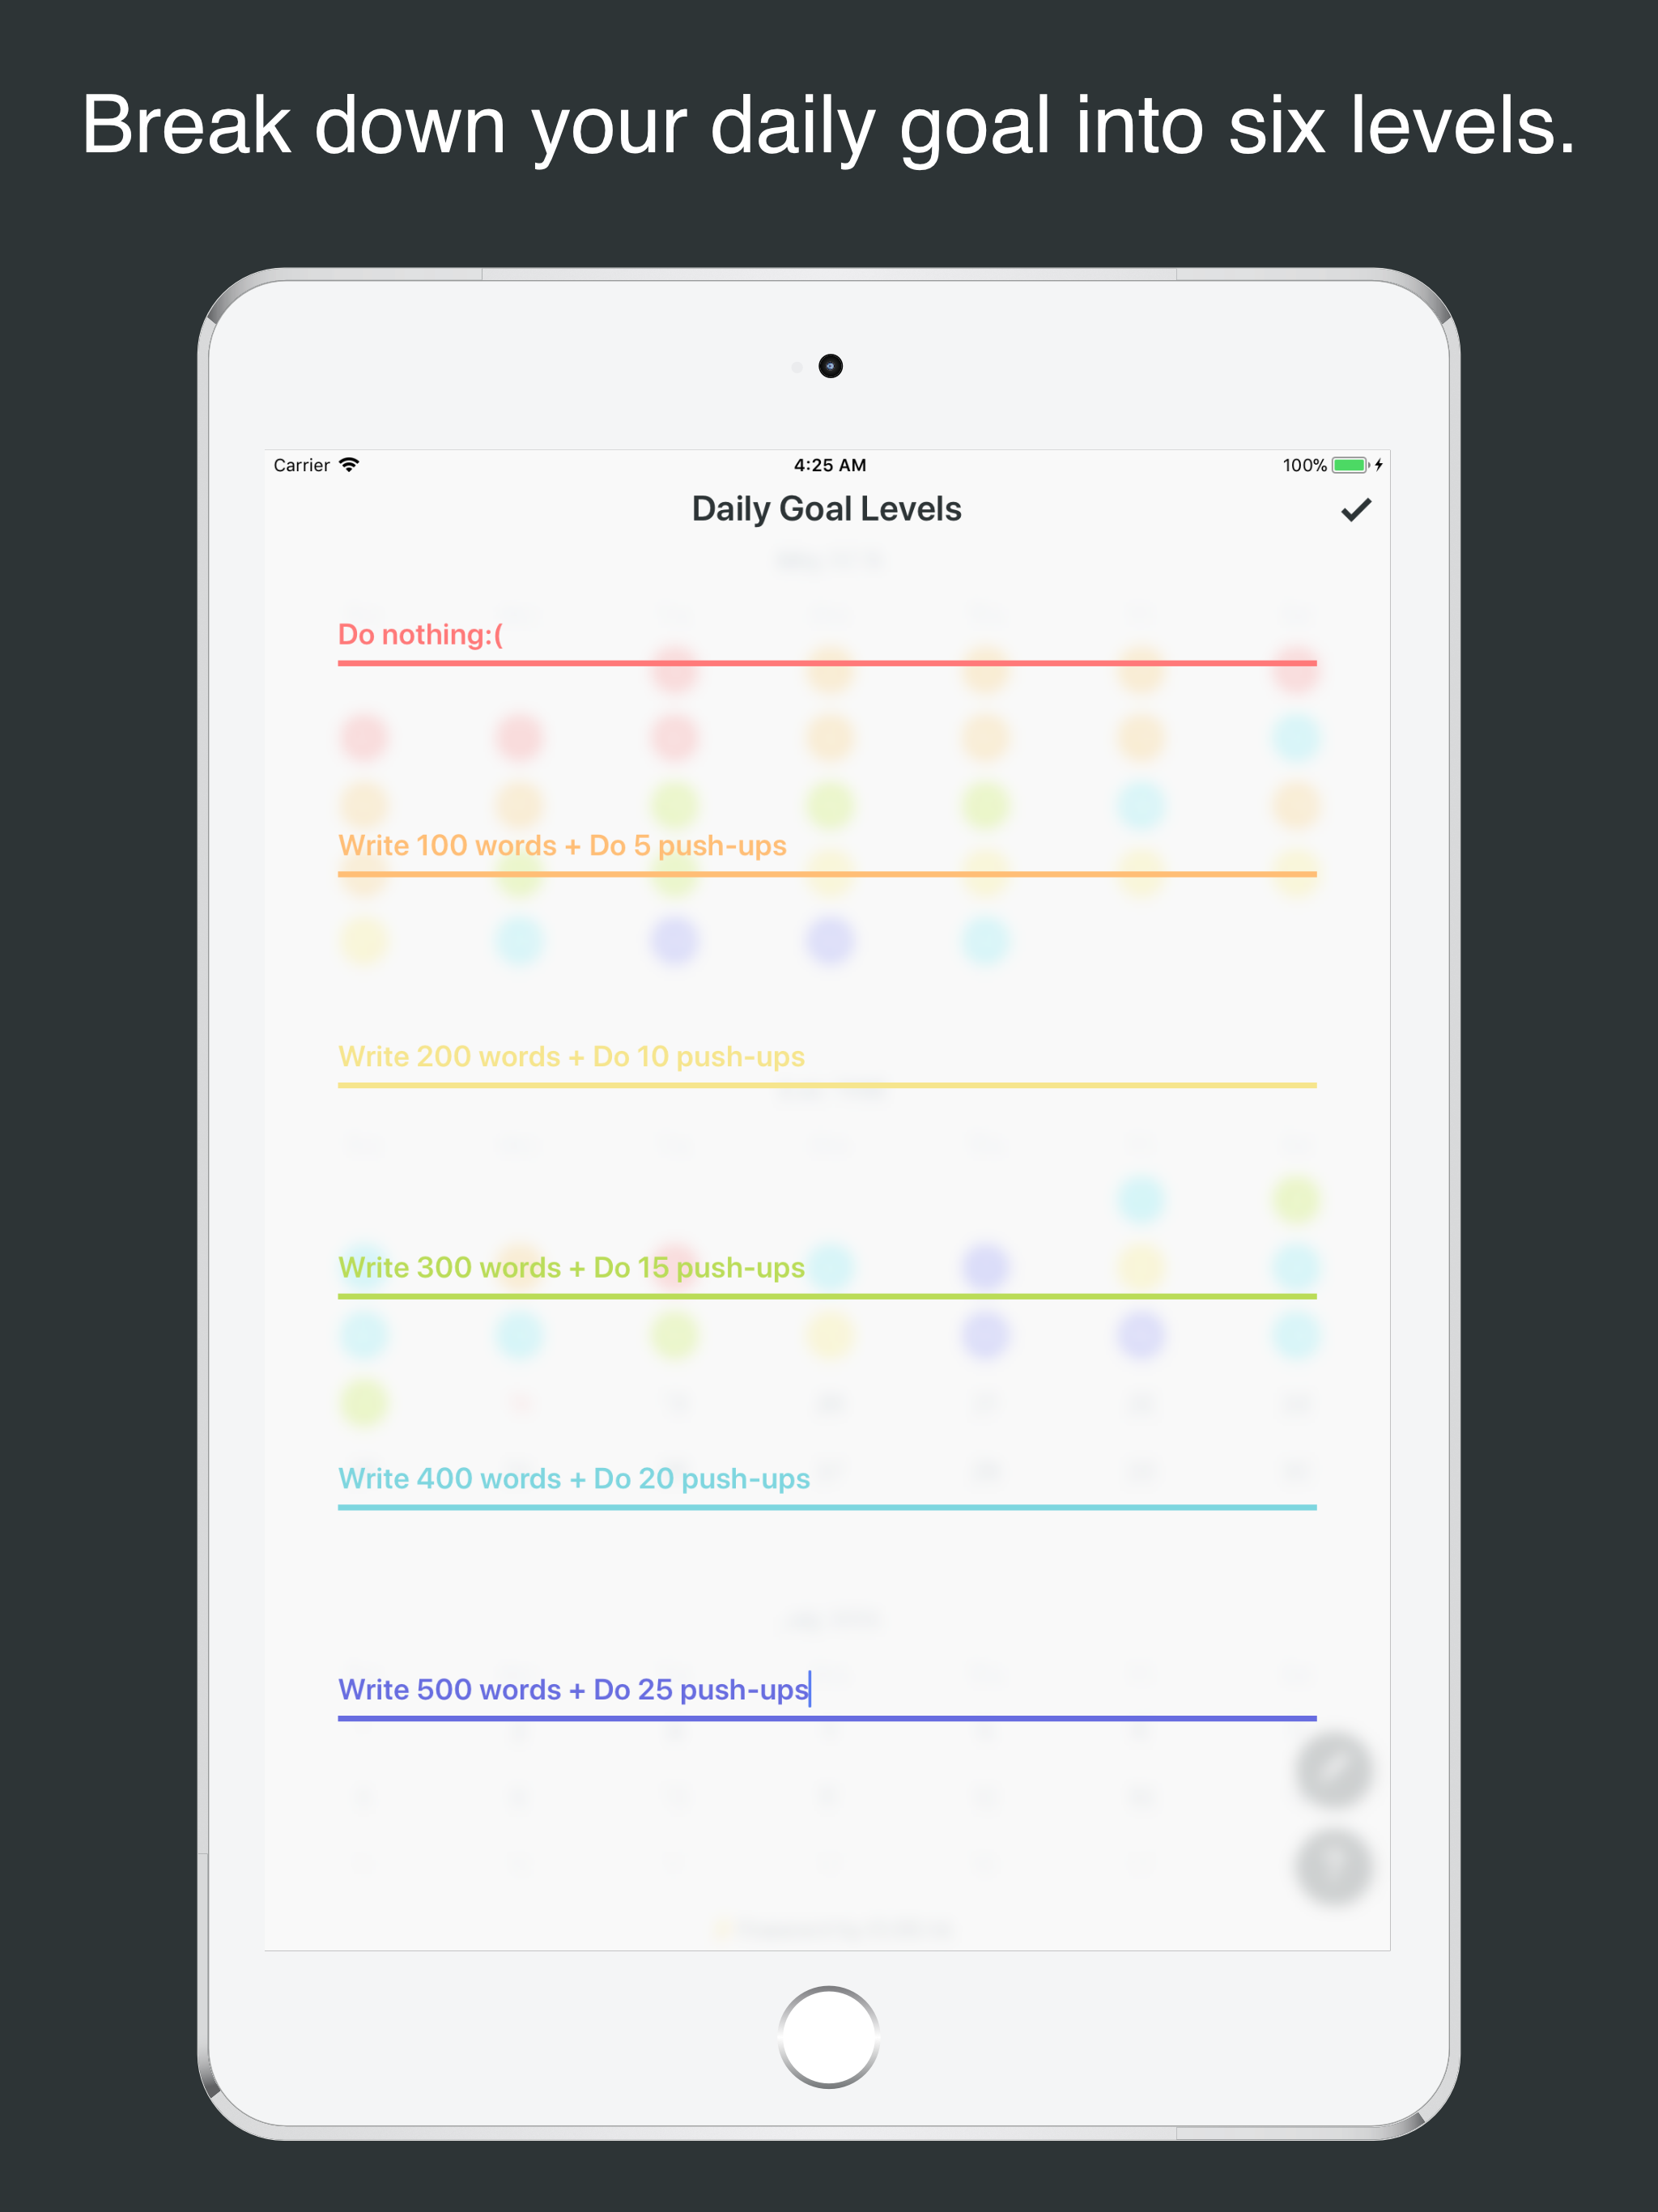 Break down your daily goal into six levels.
Carrier 4:25 AM 100%
Daily Goal Levels
Do nothing:(
Write 100 words + Do 5 push-ups
Write 200 words + Do 10 push-ups
Write 300 words + Do 15 push-ups
Write 400 words + Do 20 push-ups
Write 500 words + Do 25 push-ups